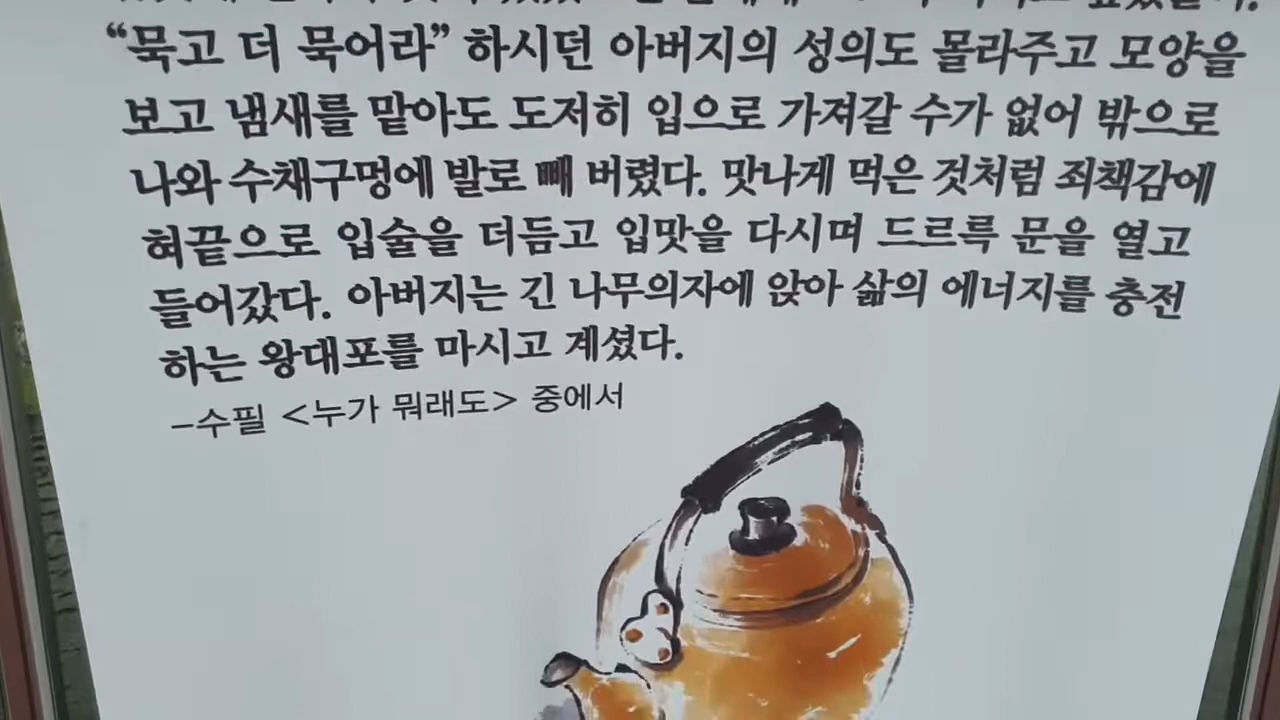 “묵고 더 묵어라” 하시던 아버지의 성의도 몰라주고 모양을
보고 냄새를 맡아도 도저히 입으로 가져갈 수가 없어 밖으로
나와 수채구멍에 발로 빼 버렸다. 맛나게 먹은 것처럼 죄책감에
혀끝으로 입술을 더듬고 입맛을 다시며 드르륵 문을 열고
들어갔다. 아버지는 긴 나무의자에 앉아 삶의 에너지를 충전
하는 왕대포를 마시고 계셨다.
-수필 <누가 뭐래도> 중에서